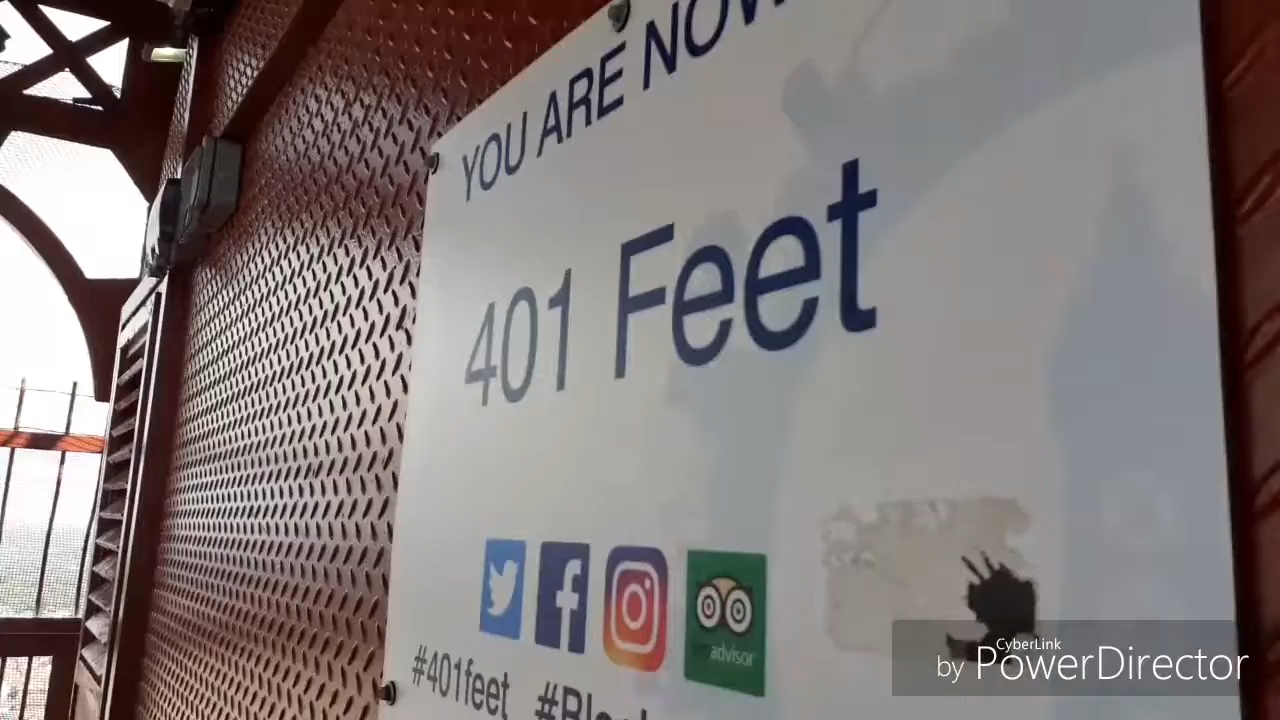 YOU ARE NOW
401 Feet
advisor
#401feet
CyberLink
by PowerDirector